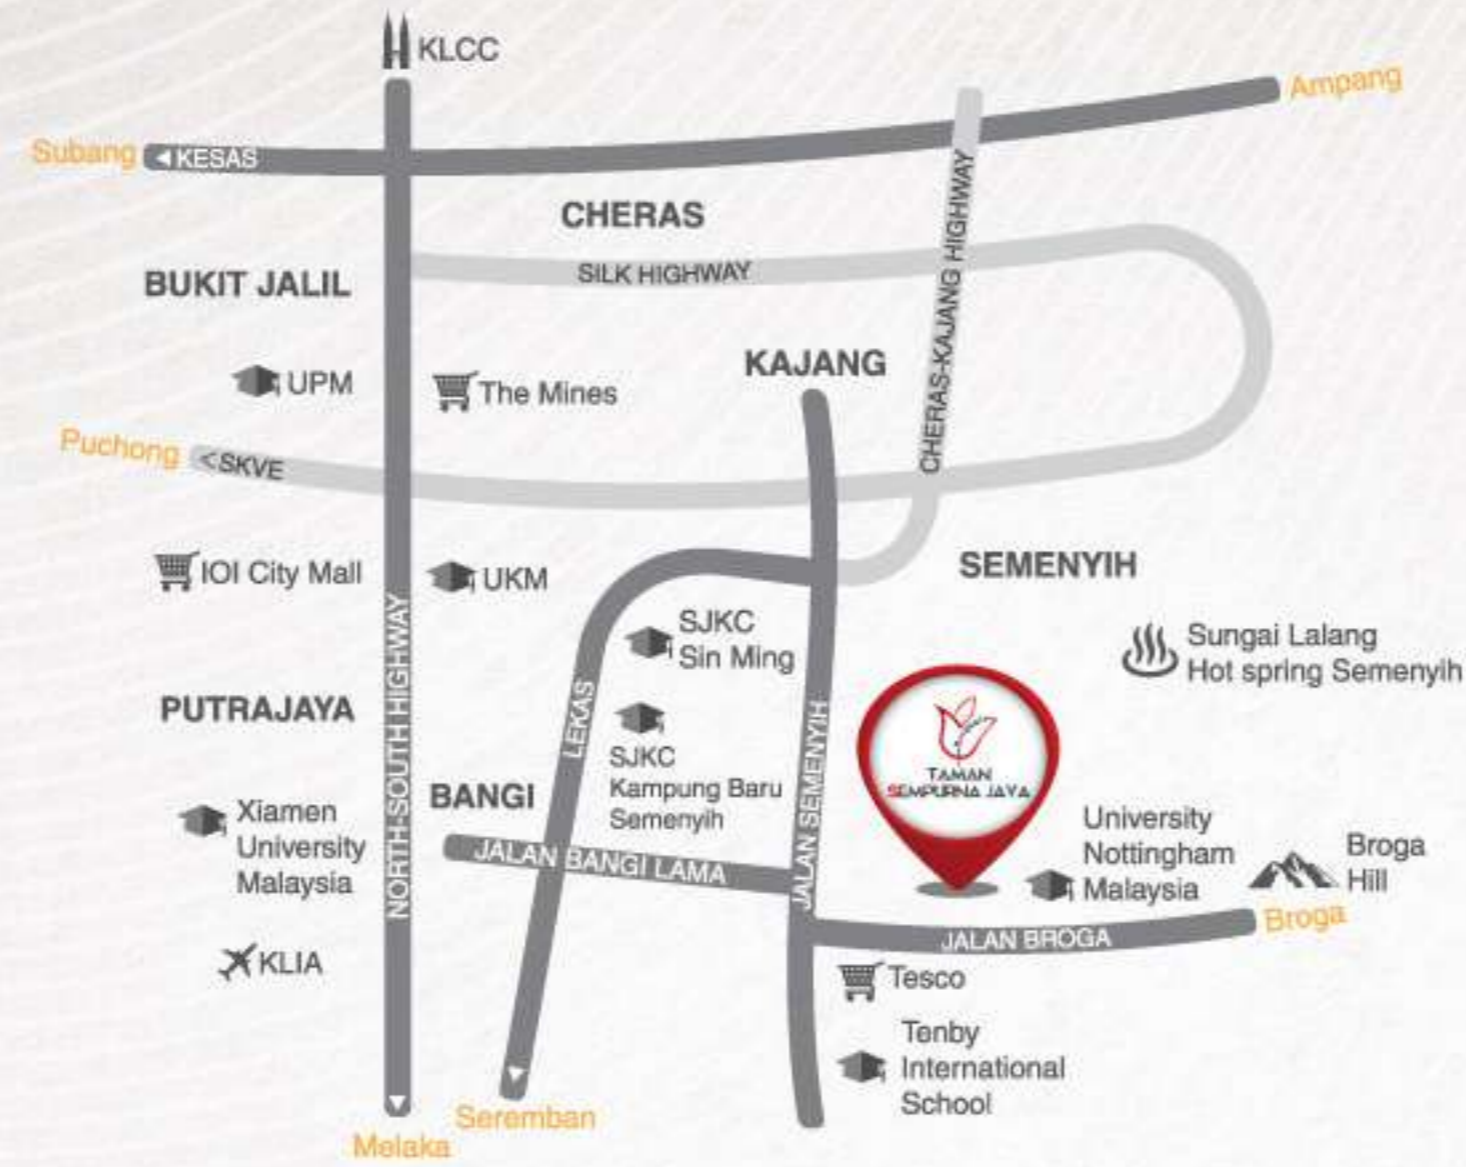 KLCC
Ampang
Subang
KESAS
CHERAS
SILK HIGHWAY
CHERAS-KAJANG HIGHWAY
BUKIT JALIL
KAJANG
UPM
The Mines
Puchong
<SKVE
IOI City Mall
UKM
SEMENYIH
SJKC
Sin Ming
Sungai Lalang
Hot spring Semenyih
PUTRAJAYA
NORTH-SOUTH HIGHWAY
LEKAS
SJKC
Kampung Baru
Semenyih
JALAN SEMENYIH
TAMAN
SEMPURNA JAYA
BANGI
Xiamen
University
Malaysia
JALAN BANGI LAMA
University
Nottingham
Malaysia
Broga
Hill
Broga
JALAN BROGA
KLIA
Tesco
Tenby
International
School
Seremban
Melaka